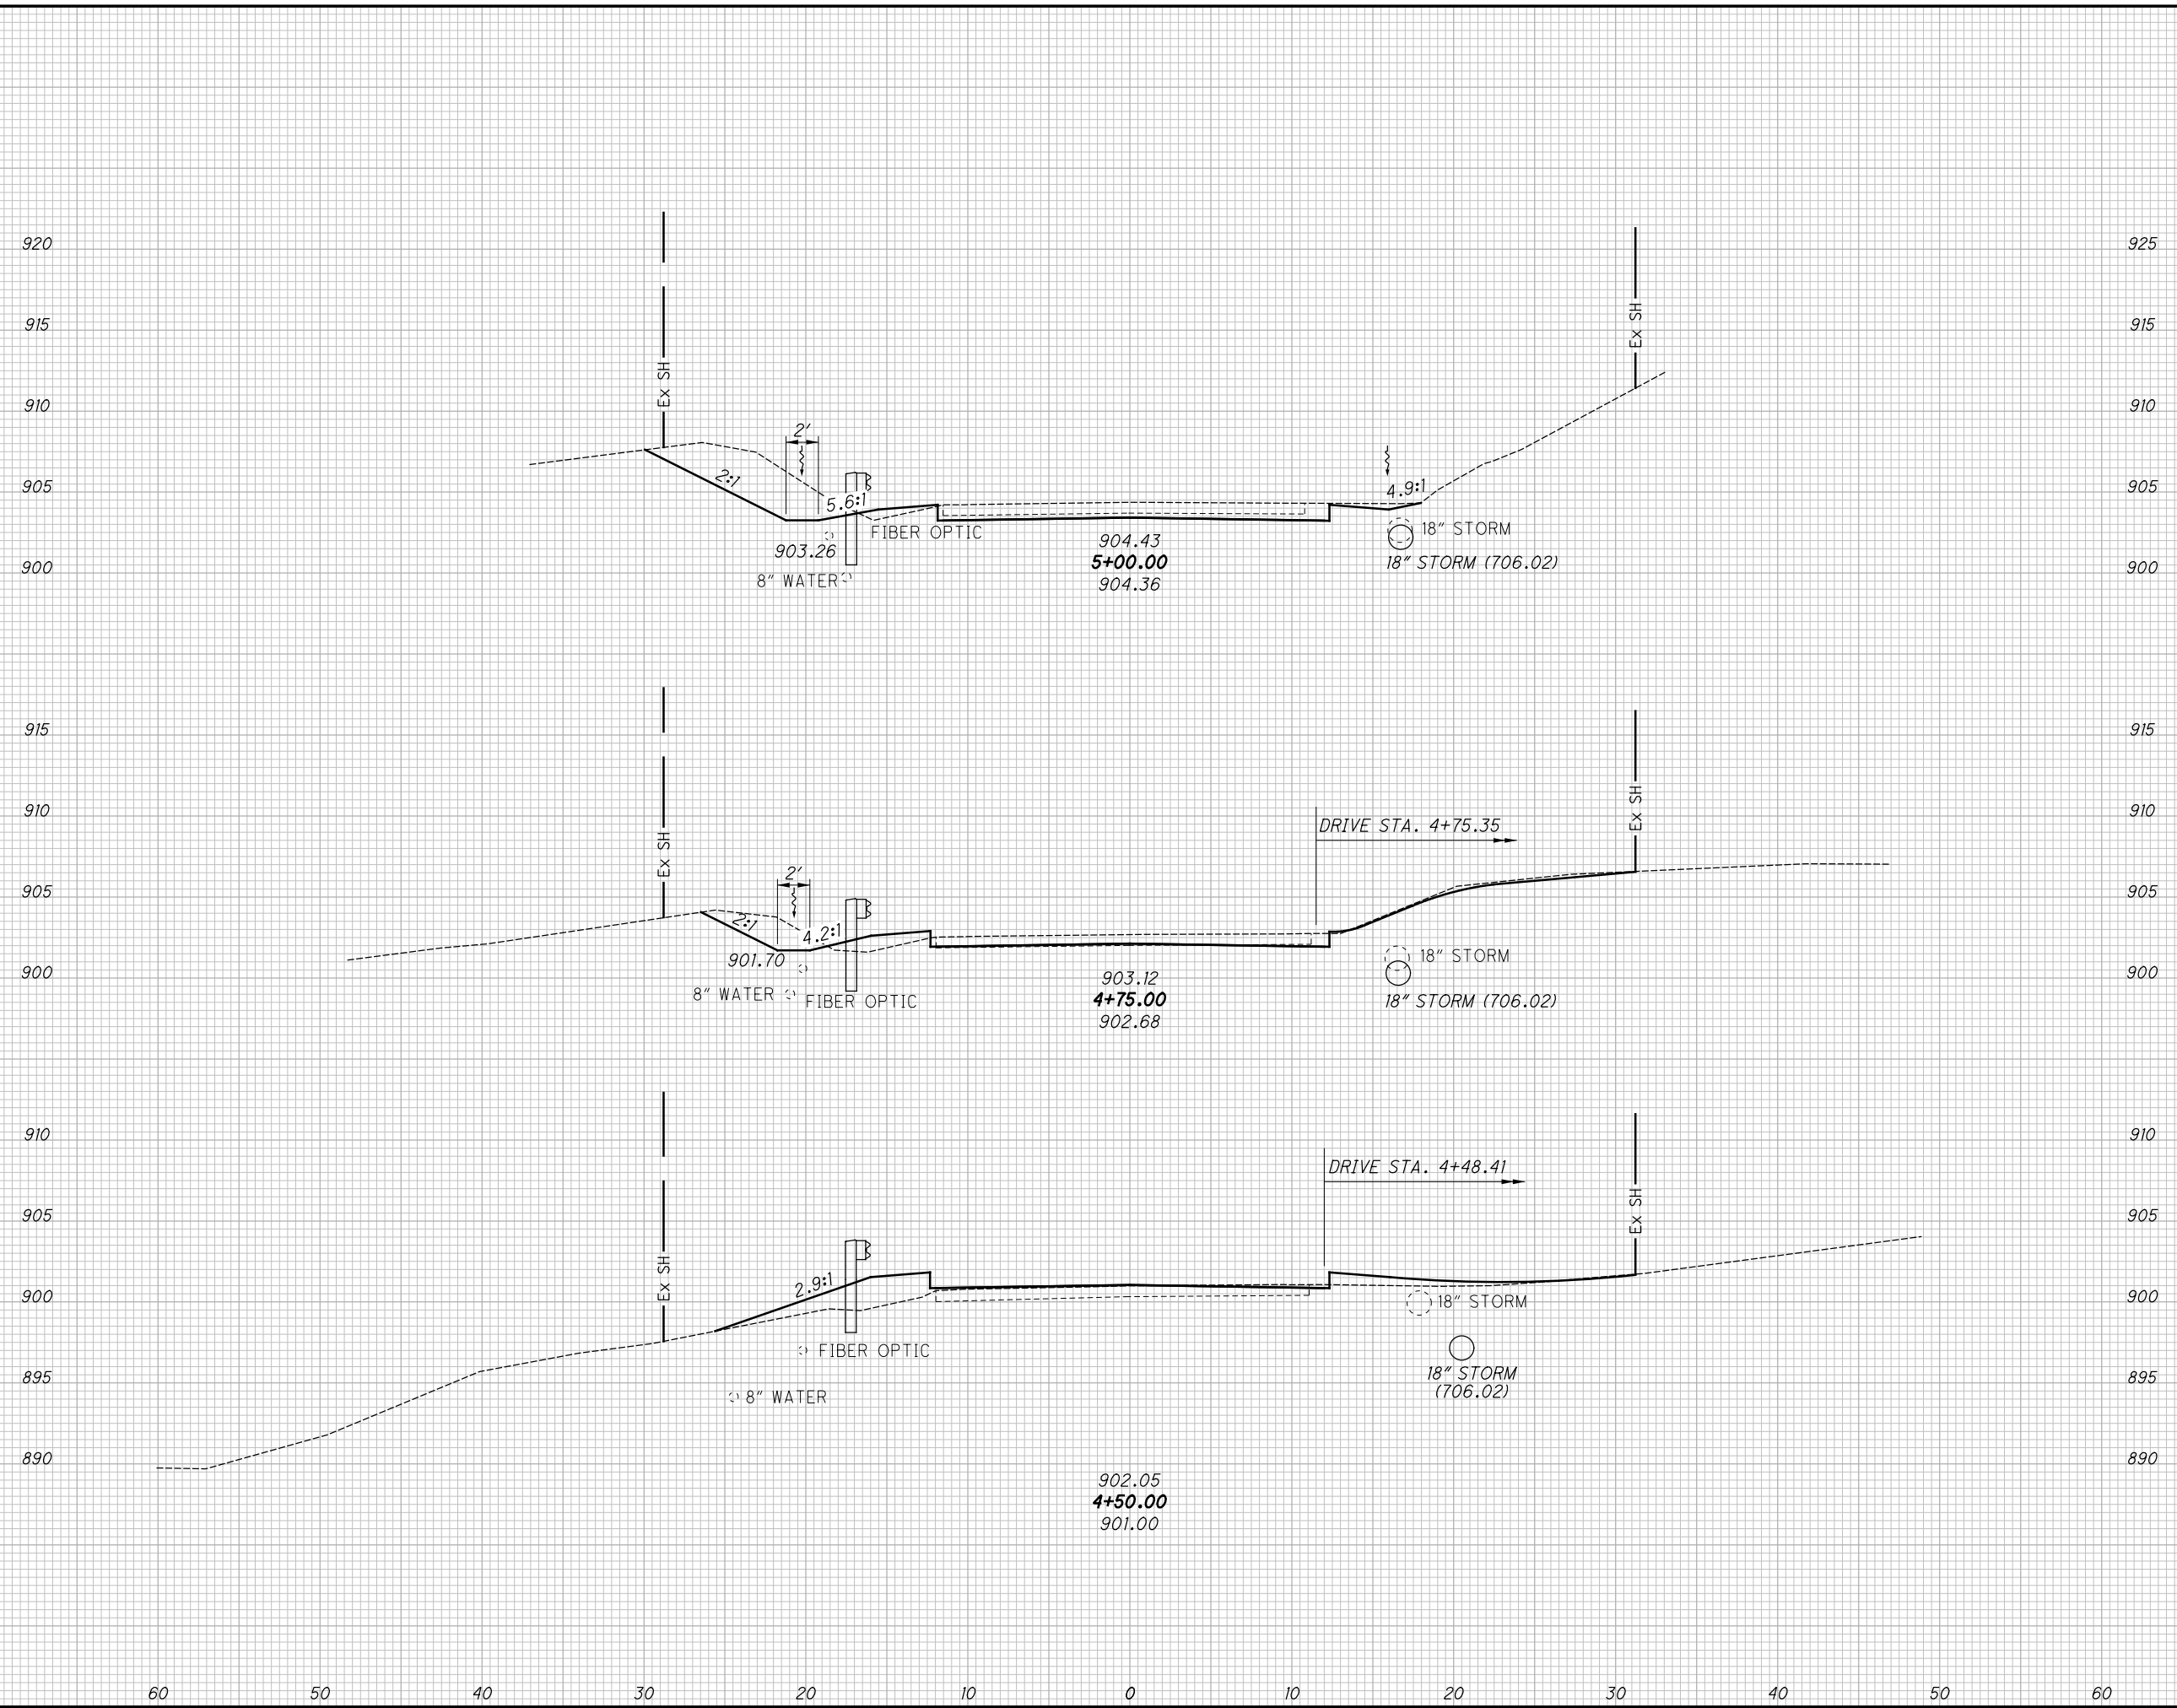 920 925
915 Ex SH Ex SH 915
910 910
2'
905 2:1 5.6:1 4.9:1 905
FIBER OPTIC 18" STORM
903.26 904.43
900 5+00.00 18" STORM (706.02) 900
8" WATER 904.36
915 915
910 Ex SH Ex SH 910
DRIVE STA. 4+75.35
2'
905 905
2:1 4.2:1
901.70 18" STORM
900 903.12 900
8" WATER FIBER OPTIC 4+75.00 18" STORM (706.02)
902.68
910 910
DRIVE STA. 4+48.41
905 Ex SH Ex SH 905
900 2.9:1 18" STORM 900
FIBER OPTIC
895 18" STORM 895
8" WATER (706.02)
890 890
902.05
4+50.00
901.00
60 50 40 30 20 10 0 10 20 30 40 50 60